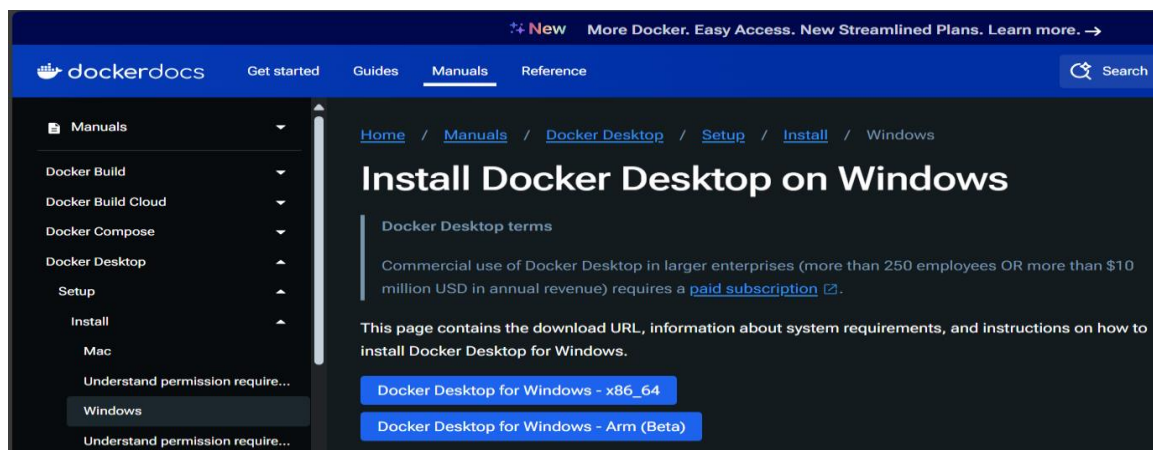 New More Docker. Easy Access. New Streamlined Plans. Learn more. →
dockerdocs Get started Guides Manuals Reference Search
Manuals
Docker Build
Docker Build Cloud
Docker Compose
Docker Desktop
Setup
Install
Mac
Understand permission require...
Windows
Understand permission require...
Home / Manuals / Docker Desktop / Setup / Install / Windows
Install Docker Desktop on Windows
Docker Desktop terms
Commercial use of Docker Desktop in larger enterprises (more than 250 employees OR more than $10
million USD in annual revenue) requires a paid subscription.
This page contains the download URL, information about system requirements, and instructions on how to
install Docker Desktop for Windows.
Docker Desktop for Windows - x86_64
Docker Desktop for Windows - Arm (Beta)